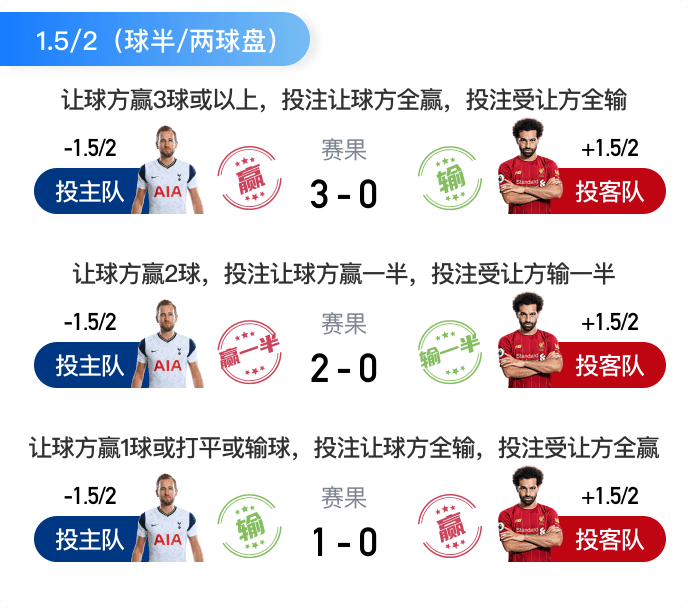 1.5/2（球半/两球盘）
让球方赢3球或以上，投注让球方全赢，投注受让方全输
-1.5/2 赛果 +1.5/2
投主队 AIA 赢 3-0 输 Standard 投客队
让球方赢2球，投注让球方赢一半，投注受让方输一半
-1.5/2 赛果 +1.5/2
投主队 AIA 赢一半 2-0 输一半 Standard 投客队
让球方赢1球或打平或输球，投注让球方全输，投注受让方全赢
-1.5/2 赛果 +1.5/2
投主队 AIA 输 1-0 赢 Standard 投客队